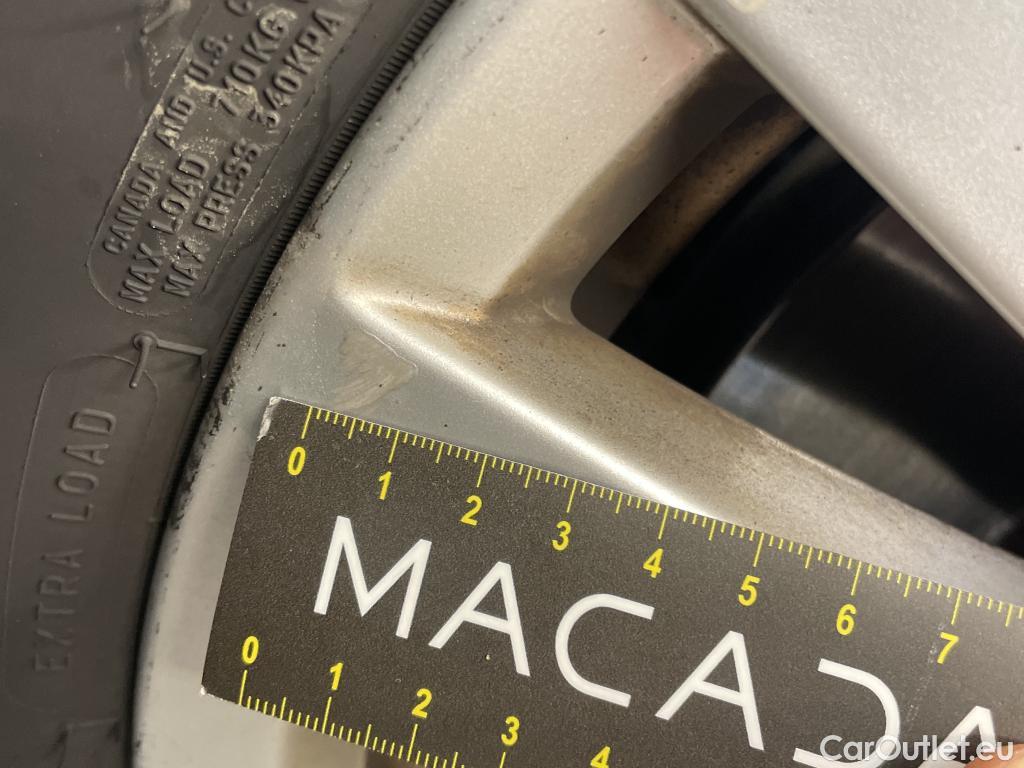 CANADA AND U.S.
MAX LOAD 710KG
MAX PRESS 340KPA
EXTRA LOAD
0 1 2 3 4 5 6 7
MACADA
0 1 2 3 4
CarOutlet.eu